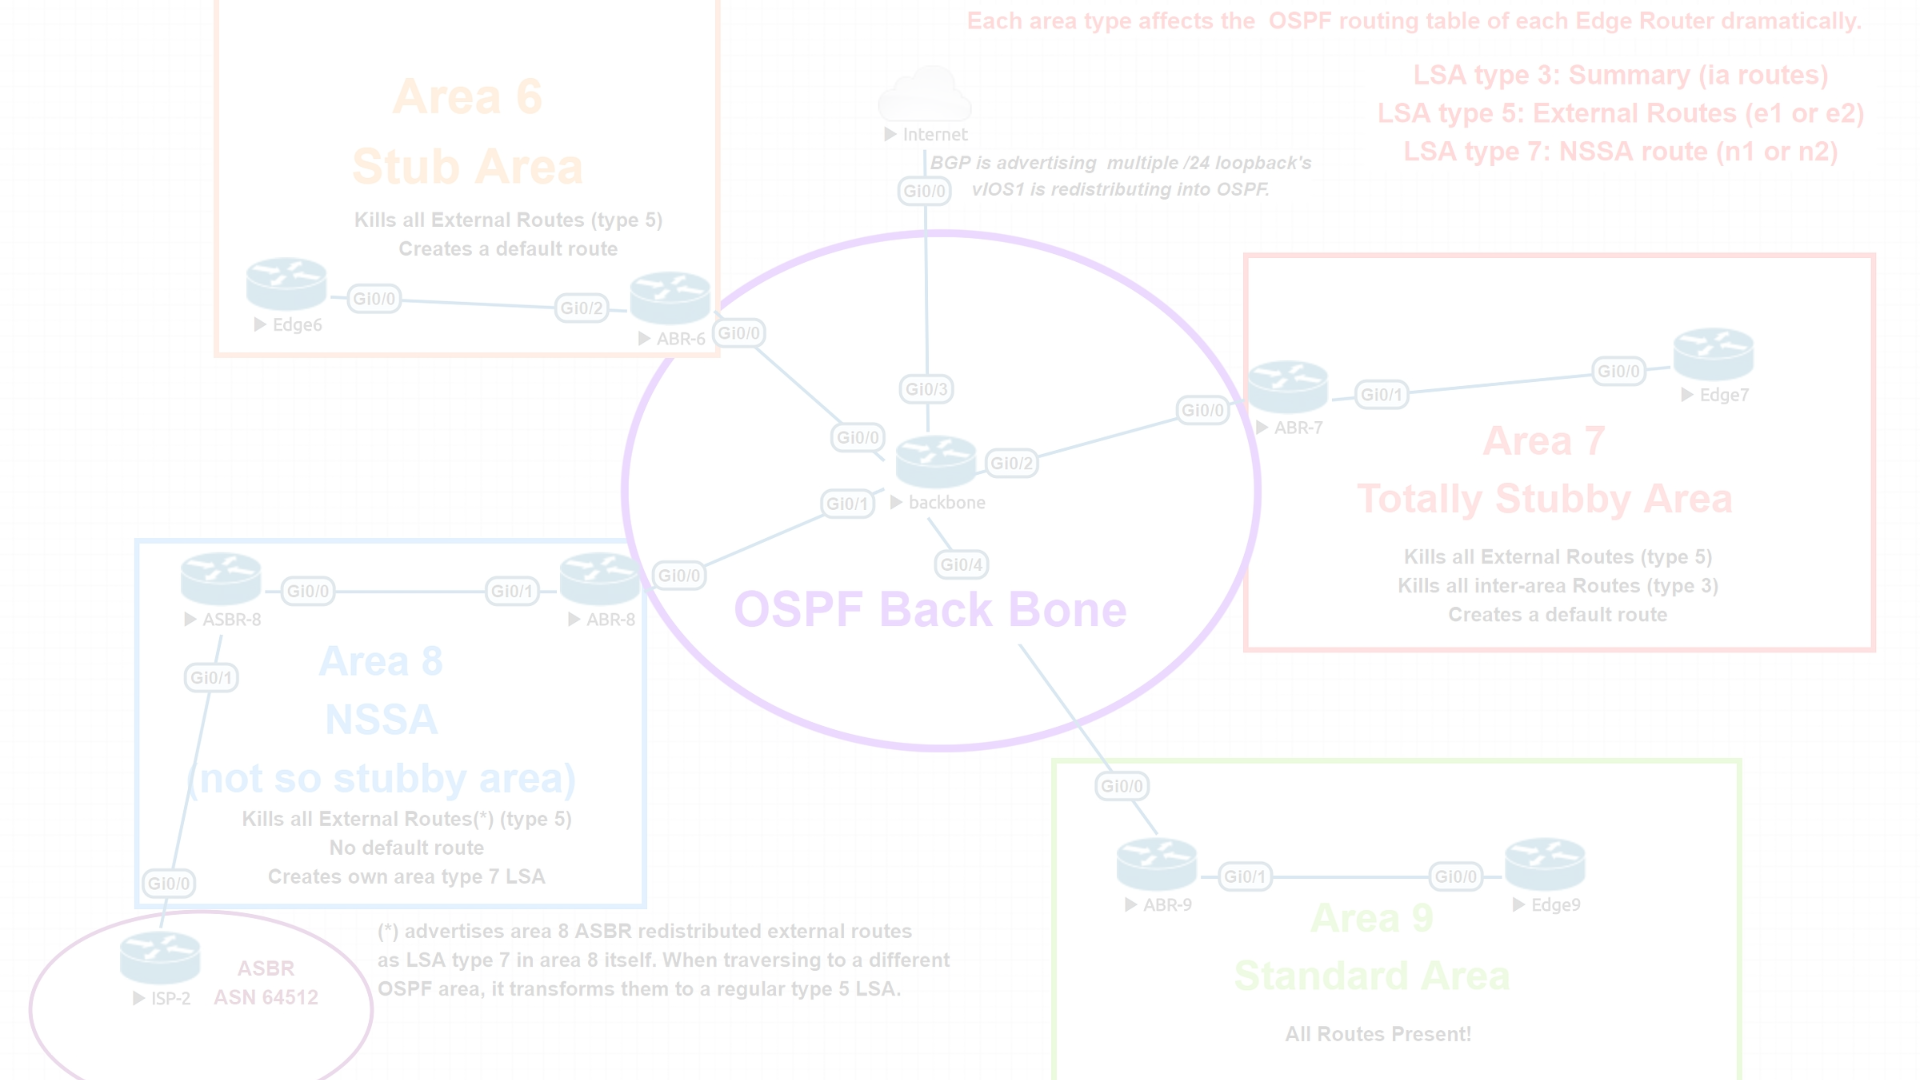 Each area type affects the  OSPF routing table of each Edge Router dramatically.
LSA type 3: Summary (ia routes)
LSA type 5: External Routes (e1 or e2)
LSA type 7: NSSA route (n1 or n2)
Area 6
Stub Area
Kills all External Routes (type 5)
Creates a default route
Edge6
Gi0/0
Gi0/2
ABR-6
Gi0/0
Internet
BGP is advertising  multiple /24 loopback's
vIOS1 is redistributing into OSPF.
Gi0/0
Gi0/3
Gi0/0
Gi0/2
Gi0/1
backbone
Gi0/4
OSPF Back Bone
Gi0/0
ABR-7
Gi0/1
Gi0/0
Edge7
Area 7
Totally Stubby Area
Kills all External Routes (type 5)
Kills all inter-area Routes (type 3)
Creates a default route
Gi0/0
ASBR-8
Gi0/0
Gi0/1
ABR-8
Gi0/1
Area 8
NSSA
(not so stubby area)
Kills all External Routes(*) (type 5)
No default route
Creates own area type 7 LSA
Gi0/0
ISP-2
ASBR
ASN 64512
(*) advertises area 8 ASBR redistributed external routes
as LSA type 7 in area 8 itself. When traversing to a different
OSPF area, it transforms them to a regular type 5 LSA.
Gi0/0
ABR-9
Gi0/1
Gi0/0
Edge9
Area 9
Standard Area
All Routes Present!